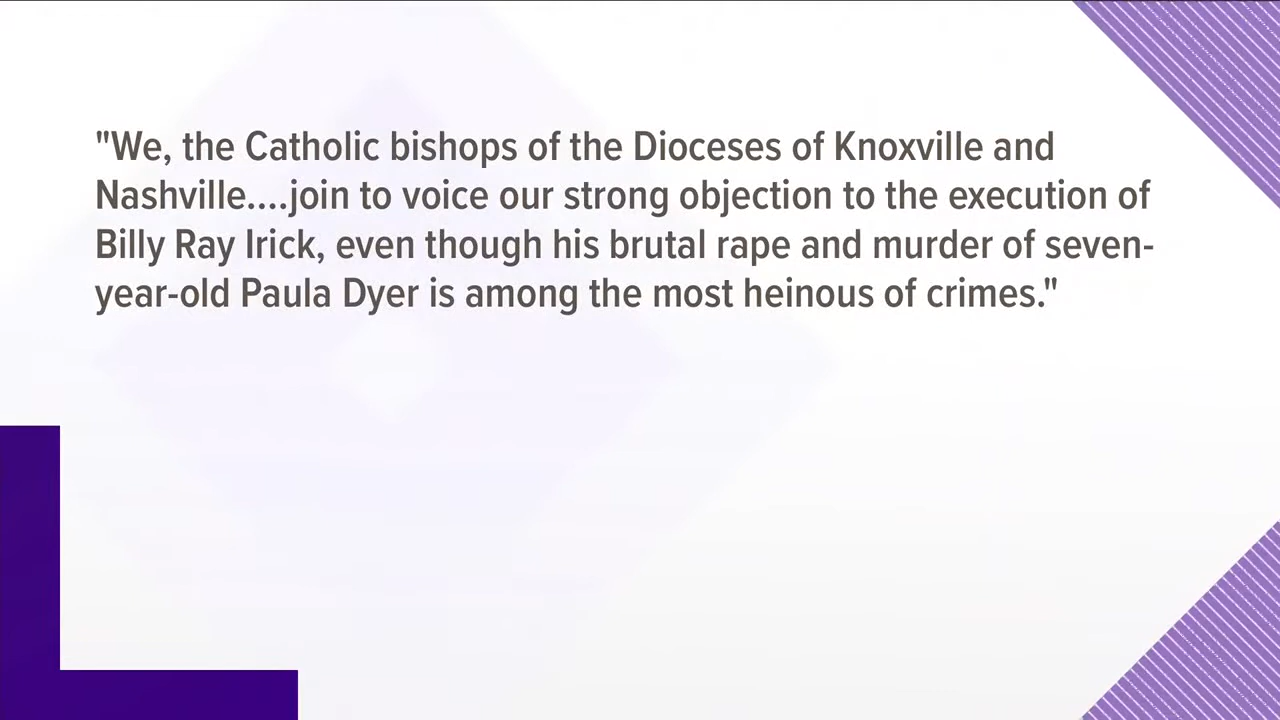 "We, the Catholic bishops of the Dioceses of Knoxville and
Nashville....join to voice our strong objection to the execution of
Billy Ray Irick, even though his brutal rape and murder of seven-
year-old Paula Dyer is among the most heinous of crimes."